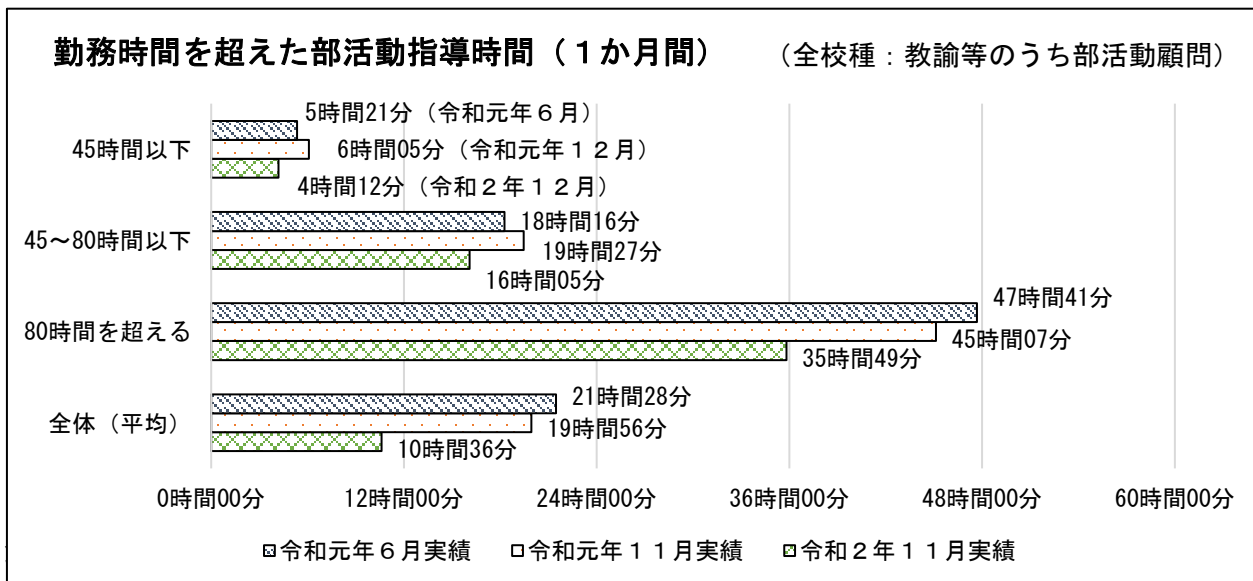 勤務時間を超えた部活動指導時間（１か月間） （全校種：教諭等のうち部活動顧問）
5時間21分（令和元年６月）
45時間以下
6時間05分（令和元年１２月）
4時間12分（令和２年１２月）
18時間16分
45～80時間以下
19時間27分
16時間05分
47時間41分
80時間を超える
45時間07分
35時間49分
21時間28分
全体（平均）
19時間56分
10時間36分
0時間00分 12時間00分 24時間00分 36時間00分 48時間00分 60時間00分
令和元年６月実績 令和元年１１月実績 令和２年１１月実績